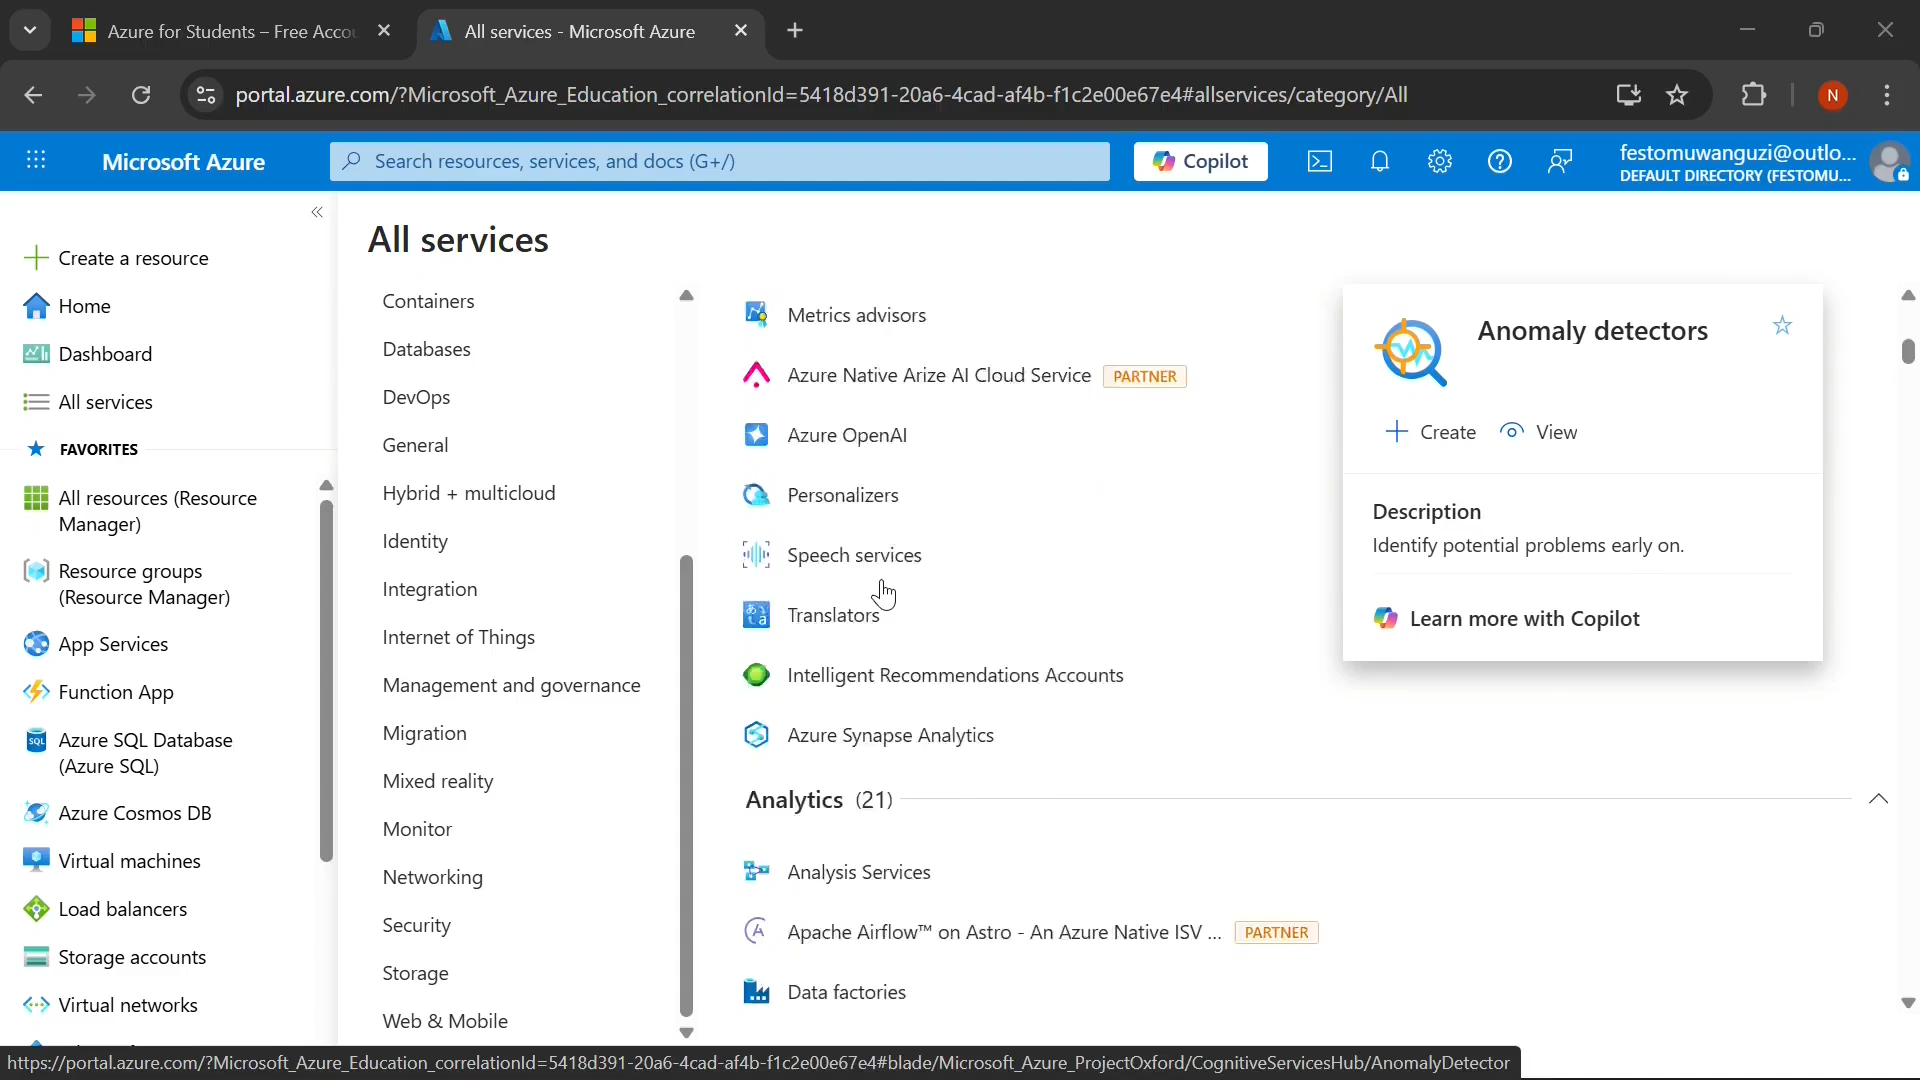 Azure for Students – Free Accou
All services - Microsoft Azure
portal.azure.com/?Microsoft_Azure_Education_correlationId=5418d391-20a6-4cad-af4b-f1c2e00e67e4#allservices/category/All
N
Microsoft Azure
Search resources, services, and docs (G+/)
Copilot
festomuwanguzi@outlo...
DEFAULT DIRECTORY (FESTOMU...
Create a resource
Home
Dashboard
All services
FAVORITES
All resources (Resource
Manager)
Resource groups
(Resource Manager)
App Services
Function App
Azure SQL Database
(Azure SQL)
Azure Cosmos DB
Virtual machines
Load balancers
Storage accounts
Virtual networks
All services
Containers
Databases
DevOps
General
Hybrid + multicloud
Identity
Integration
Internet of Things
Management and governance
Migration
Mixed reality
Monitor
Networking
Security
Storage
Web & Mobile
Metrics advisors
Azure Native Arize AI Cloud Service PARTNER
Azure OpenAI
Personalizers
Speech services
Translators
Intelligent Recommendations Accounts
Azure Synapse Analytics
Analytics (21)
Analysis Services
Apache Airflow™ on Astro - An Azure Native ISV ... PARTNER
Data factories
Anomaly detectors
Create View
Description
Identify potential problems early on.
Learn more with Copilot
https://portal.azure.com/?Microsoft_Azure_Education_correlationId=5418d391-20a6-4cad-af4b-f1c2e00e67e4#blade/Microsoft_Azure_ProjectOxford/CognitiveServicesHub/AnomalyDetector